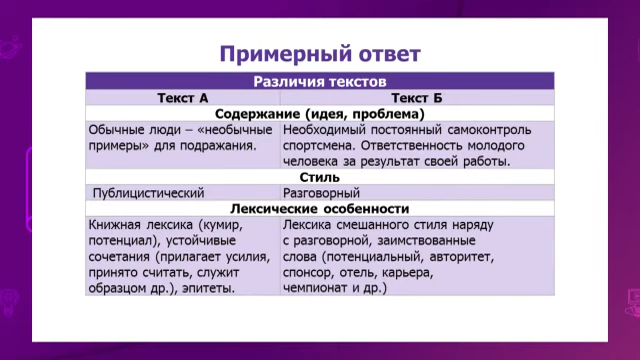 Примерный ответ
Различия текстов
Текст А
Текст Б
Содержание (идея, проблема)
Обычные люди – «необычные
примеры» для подражания.
Необходимый постоянный самоконтроль
спортсмена. Ответственность молодого
человека за результат своей работы.
Стиль
Публицистический
Разговорный
Лексические особенности
Книжная лексика (кумир,
потенциал), устойчивые
сочетания (прилагает усилия,
принято считать, служит
образцом др.), эпитеты.
Лексика смешанного стиля наряду
с разговорной, заимствованные
слова (потенциальный, авторитет,
спонсор, отель, карьера,
чемпионат и др.)